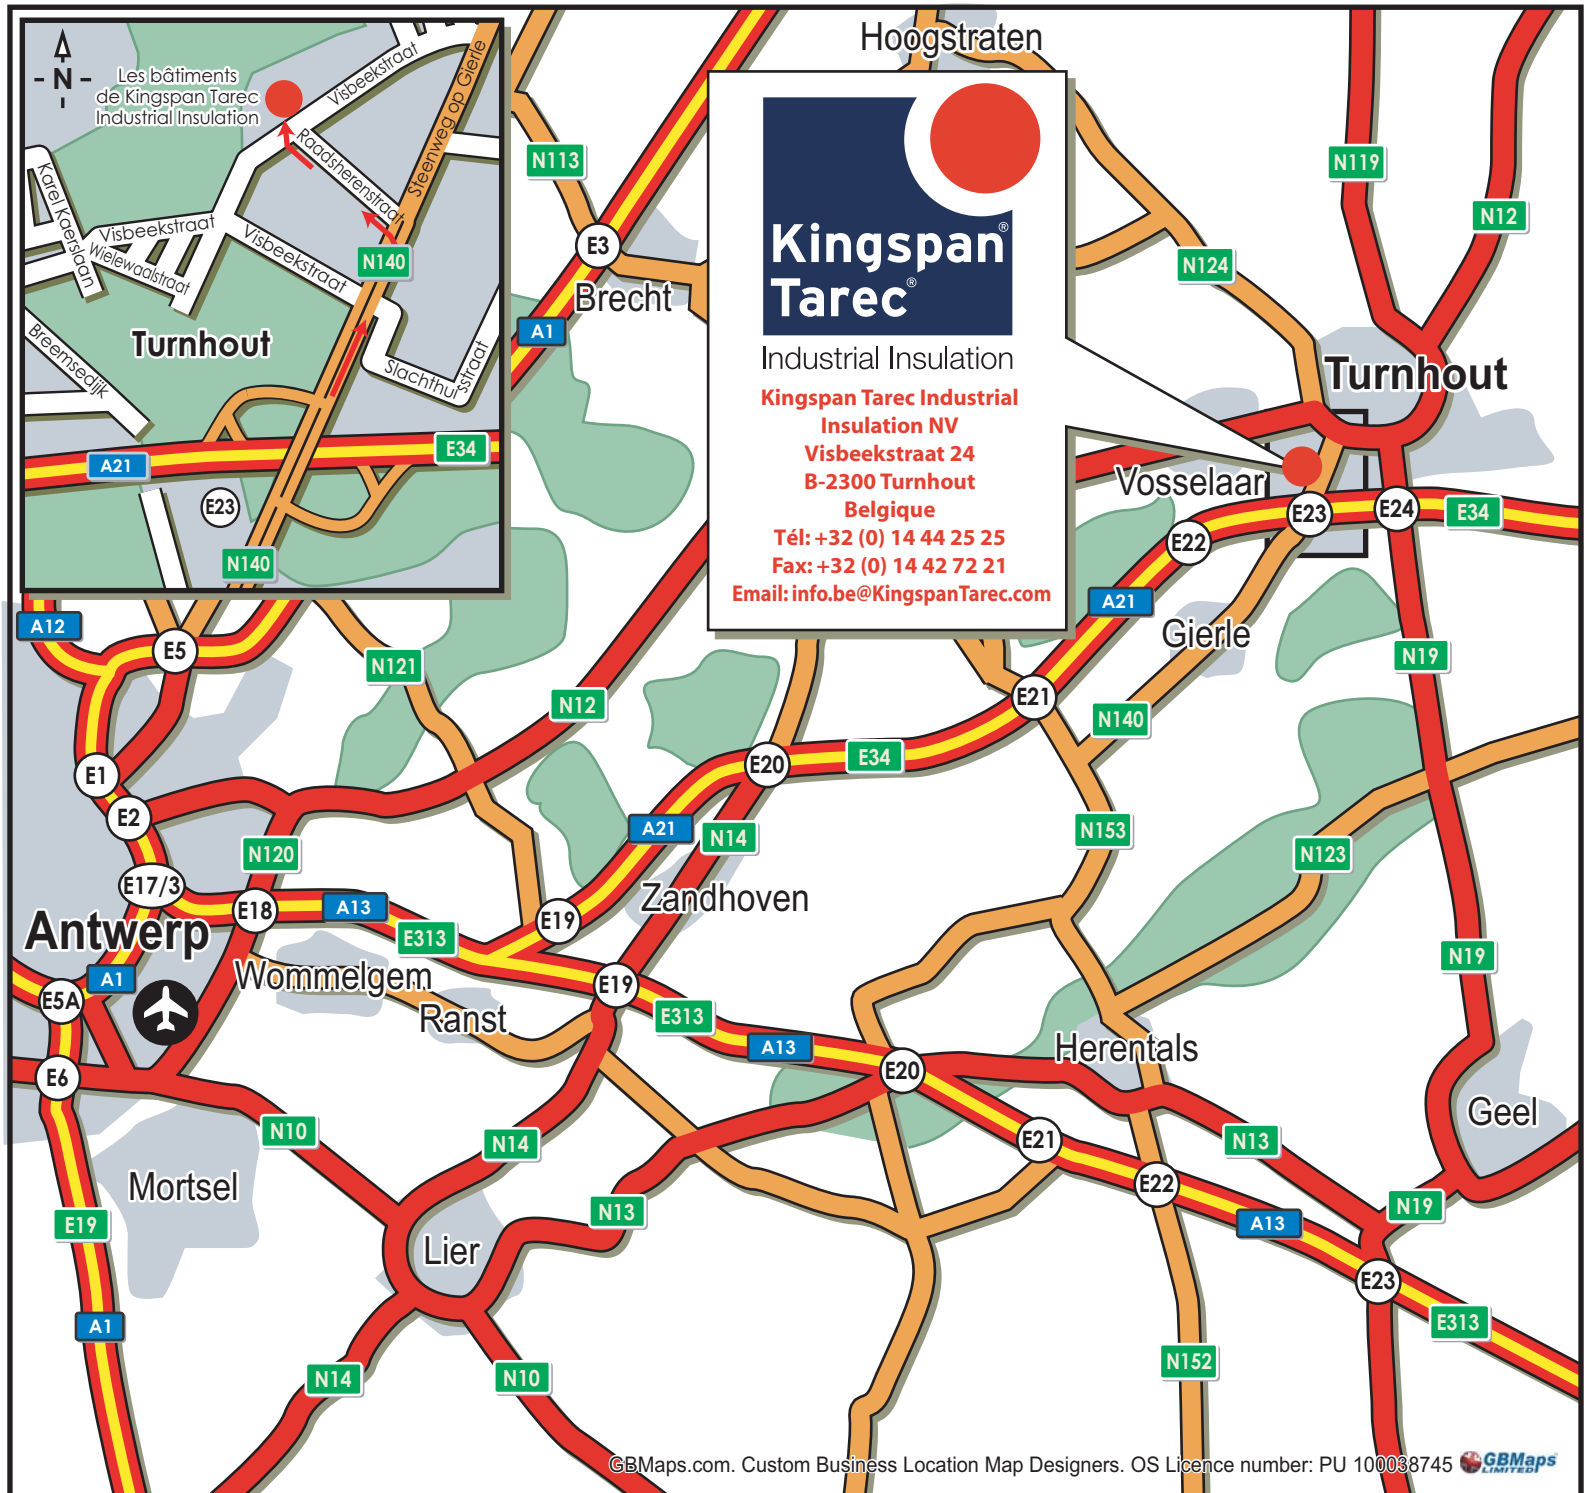 N
Les bâtiments
de Kingspan Tarec
Industrial Insulation
Visbeekstraat
Steenweg op Gierle
Raadsherenstraat
Karel Kaerslaan
Visbeekstraat
Wielewaalstraat
Visbeekstraat
N140
Turnhout
Breemsedijk
Slachthuisstraat
A21
E34
E23
N140
Hoogstraten
N113
E3
Brecht
A1
N119
N12
N124
Kingspan®
Tarec®
Industrial Insulation
Kingspan Tarec Industrial
Insulation NV
Visbeekstraat 24
B-2300 Turnhout
Belgique
Tél: +32 (0) 14 44 25 25
Fax: +32 (0) 14 42 72 21
Email: info.be@KingspanTarec.com
Turnhout
Vosselaar
E22
E23
E24
E34
A21
Gierle
A12
E5
N121
N12
N19
E21
N140
E1
E20
E34
E2
A21
N14
N153
N120
N123
E17/3
Zandhoven
E18
A13
E19
Antwerp
E313
N19
A1
Wommelgem
E5A
E19
Ranst
E313
A13
Herentals
E6
E20
Geel
N10
N14
E21
N13
Mortsel
E22
E19
N13
N19
A13
Lier
E23
A1
E313
N14
N10
N152
GBMaps.com. Custom Business Location Map Designers. OS Licence number: PU 100038745
GBMaps
LIMITED